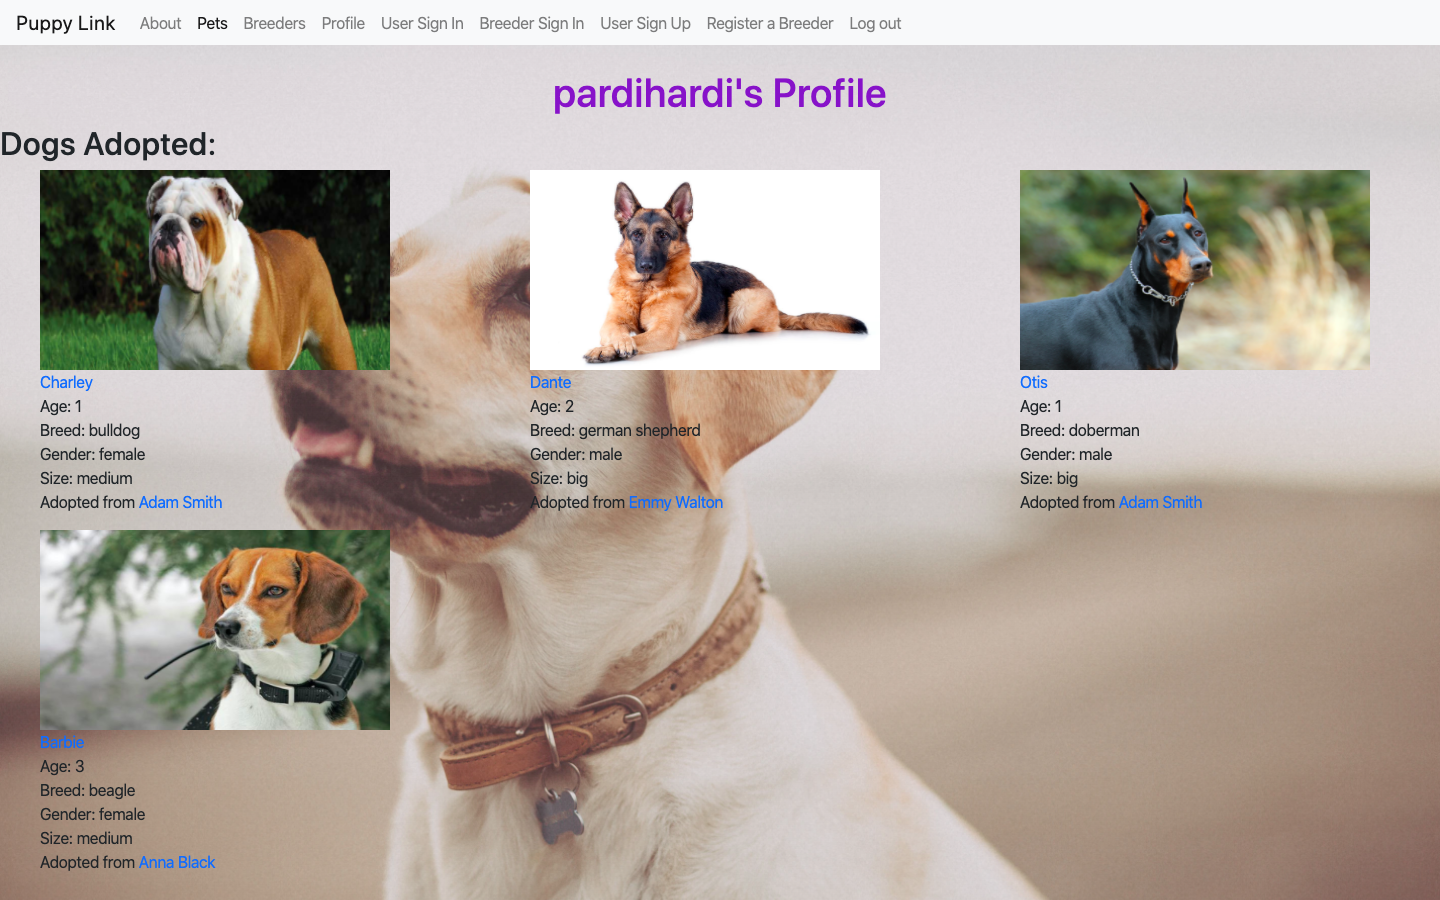 Puppy Link About Pets Breeders Profile User Sign In Breeder Sign In User Sign Up Register a Breeder Log out
pardihardi's Profile
Dogs Adopted:
Charley
Age: 1
Breed: bulldog
Gender: female
Size: medium
Adopted from Adam Smith
Dante
Age: 2
Breed: german shepherd
Gender: male
Size: big
Adopted from Emmy Walton
Otis
Age: 1
Breed: doberman
Gender: male
Size: big
Adopted from Adam Smith
Barbie
Age: 3
Breed: beagle
Gender: female
Size: medium
Adopted from Anna Black